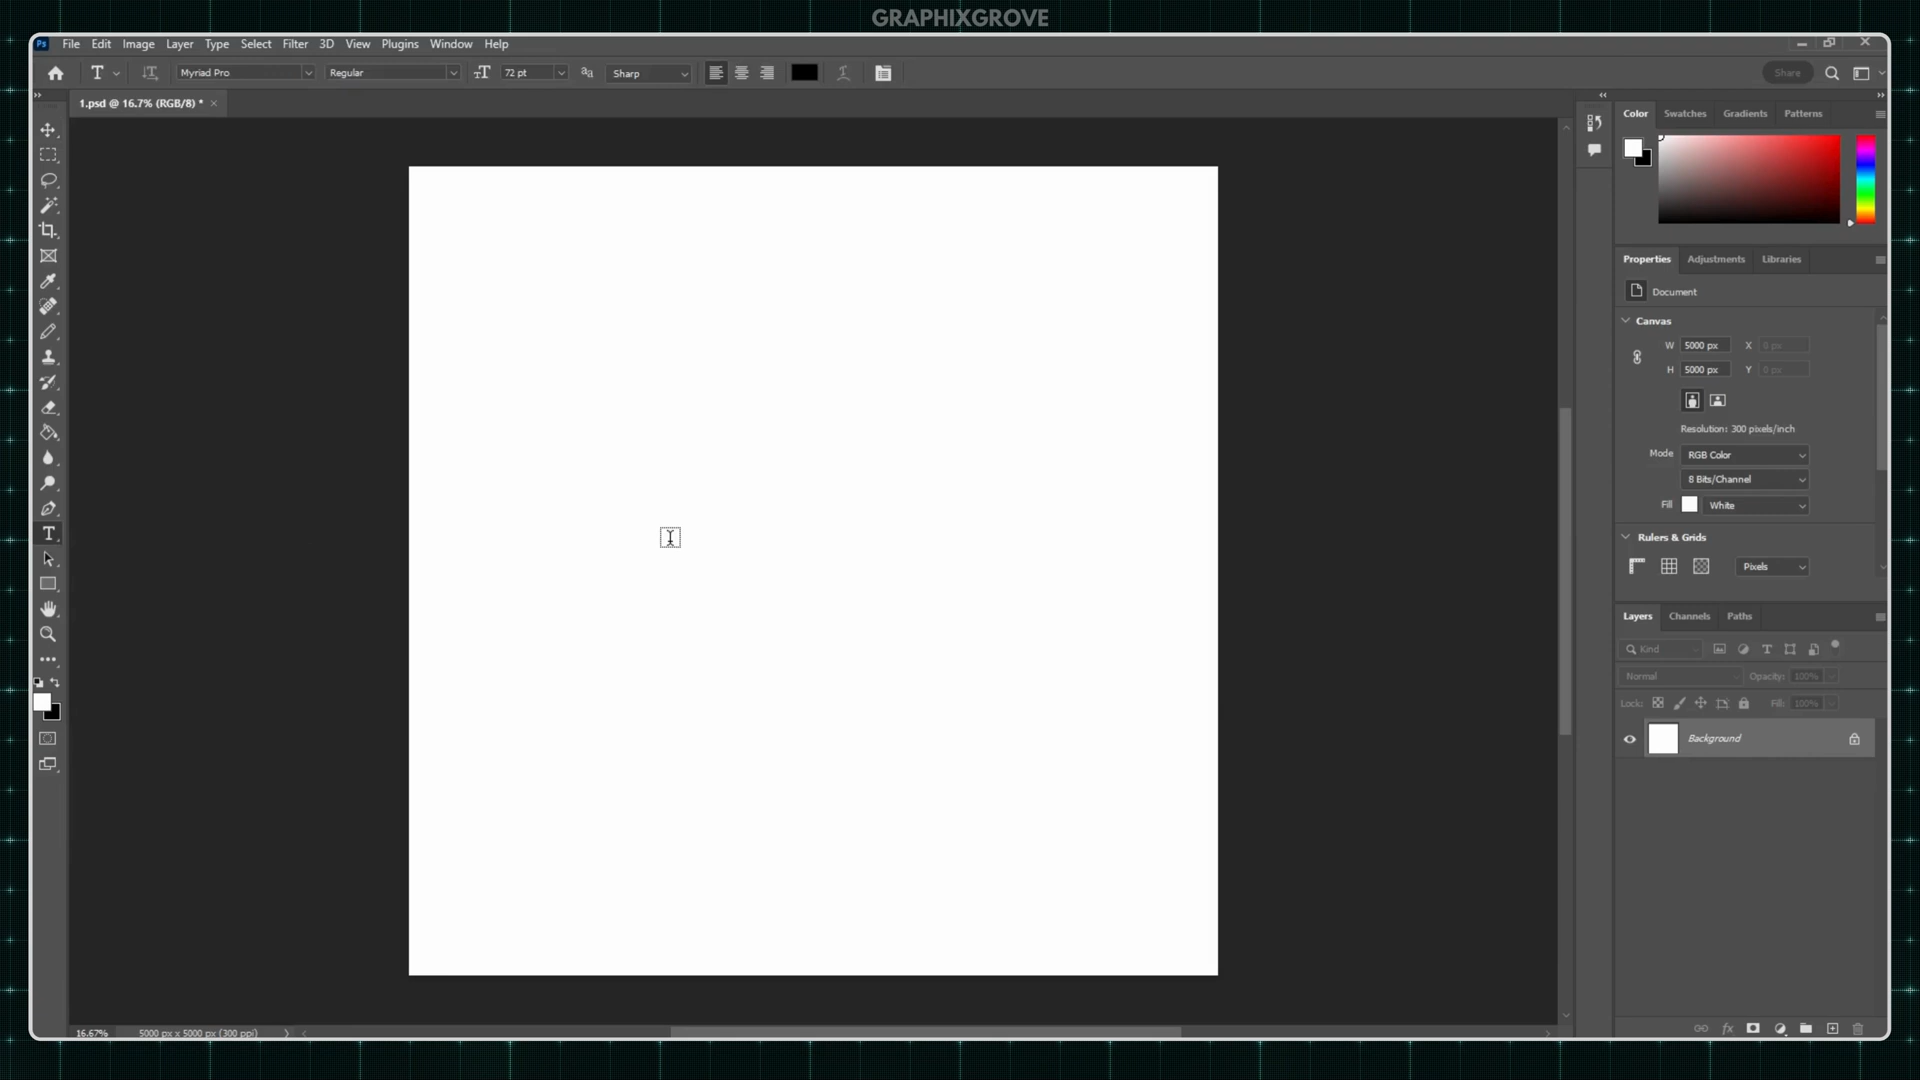 GRAPHIXGROVE
Ps File Edit Image Layer Type Select Filter 3D View Plugins Window Help
T Myriad Pro Regular 72 pt Sharp Share
1.psd @ 16.7% (RGB/8) *
Color Swatches Gradients Patterns
Properties Adjustments Libraries
Document
Canvas
W 5000 px X 0 px
H 5000 px Y 0 px
Resolution: 300 pixels/inch
Mode RGB Color
8 Bits/Channel
Fill White
Rulers & Grids
Pixels
Layers Channels Paths
Kind
Normal Opacity: 100%
Lock: Fill: 100%
Background
16.67% 5000 px x 5000 px (300 ppi)